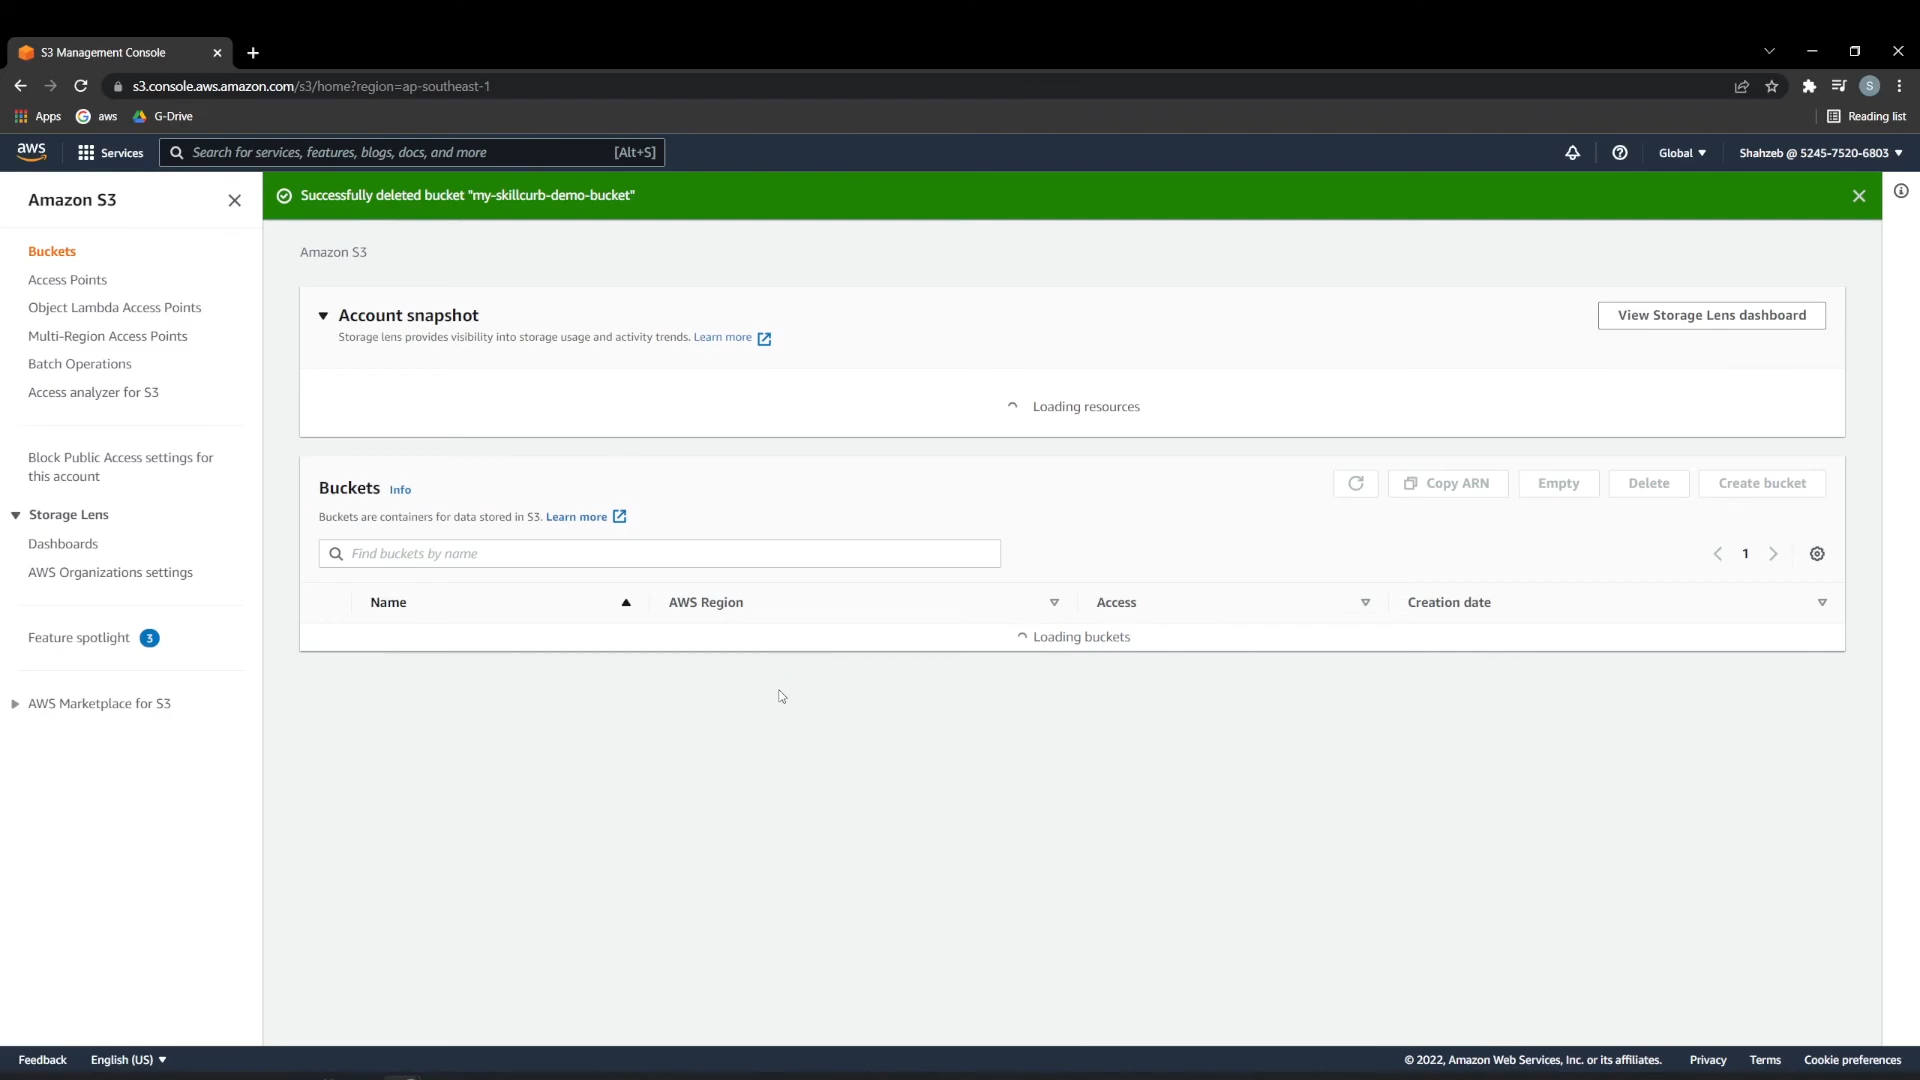 S3 Management Console
s3.console.aws.amazon.com/s3/home?region=ap-southeast-1
S
Apps
aws
G-Drive
Reading list
aws
Services
Search for services, features, blogs, docs, and more
[Alt+S]
Global
Shahzeb @ 5245-7520-6803
Amazon S3
Buckets
Access Points
Object Lambda Access Points
Multi-Region Access Points
Batch Operations
Access analyzer for S3
Block Public Access settings for
this account
Storage Lens
Dashboards
AWS Organizations settings
Feature spotlight 3
AWS Marketplace for S3
Successfully deleted bucket "my-skillcurb-demo-bucket"
Amazon S3
Account snapshot
View Storage Lens dashboard
Storage lens provides visibility into storage usage and activity trends. Learn more
Loading resources
Buckets Info
Copy ARN
Empty
Delete
Create bucket
Buckets are containers for data stored in S3. Learn more
Find buckets by name
1
Name
AWS Region
Access
Creation date
Loading buckets
Feedback
English (US)
© 2022, Amazon Web Services, Inc. or its affiliates.
Privacy
Terms
Cookie preferences